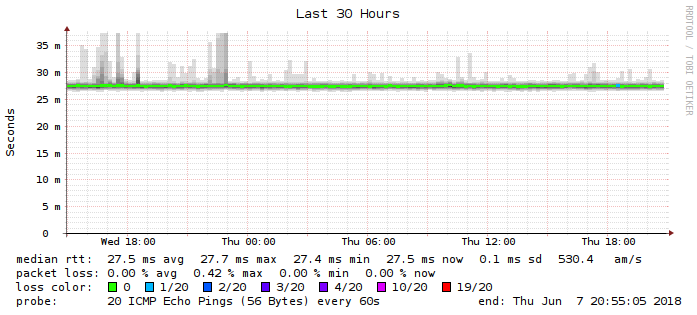 Last 30 Hours
RRDTOOL / TOBI OETIKER
Seconds
35 m
30 m
25 m
20 m
15 m
10 m
5 m
0
Wed 18:00 Thu 00:00 Thu 06:00 Thu 12:00 Thu 18:00
median rtt: 27.5 ms avg 27.7 ms max 27.4 ms min 27.5 ms now 0.1 ms sd 530.4 am/s
packet loss: 0.00 % avg 0.42 % max 0.00 % min 0.00 % now
loss color: 0 1/20 2/20 3/20 4/20 10/20 19/20
probe: 20 ICMP Echo Pings (56 Bytes) every 60s end: Thu Jun 7 20:55:05 2018